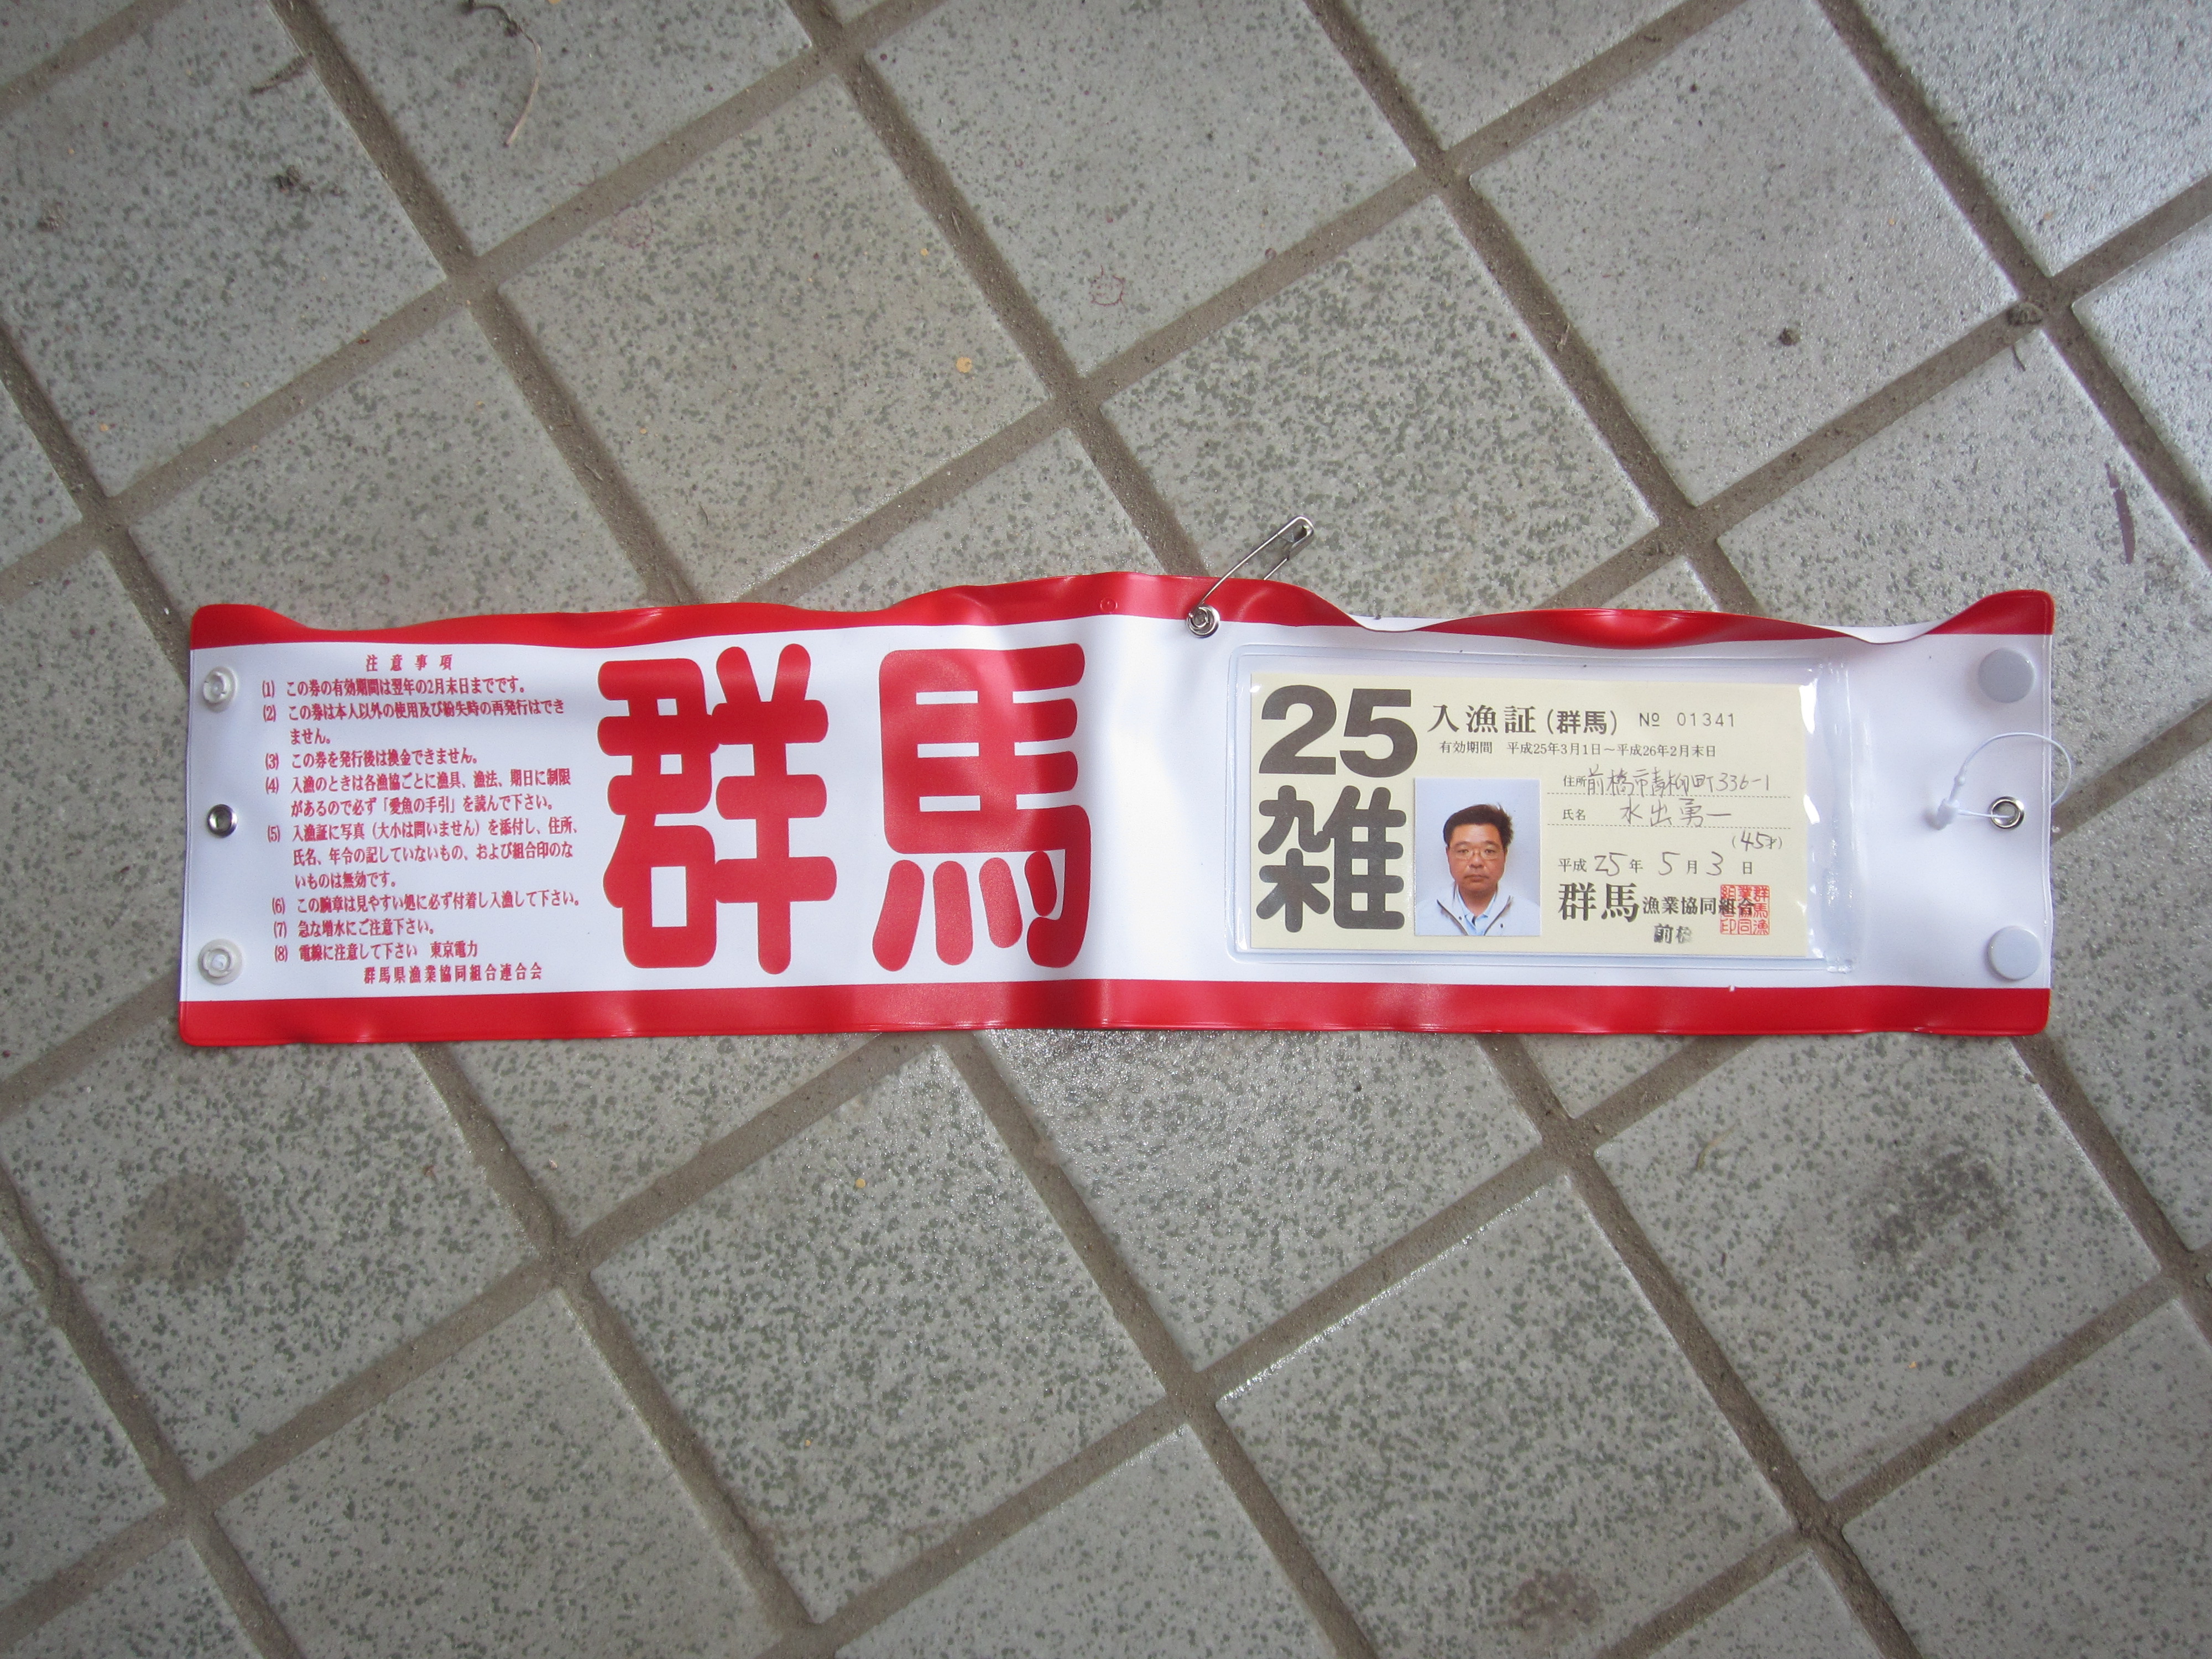 注意事項
(1) この券の有効期間は翌年の2月末日までです。
(2) この券は本人以外の使用及び紛失時の再発行はでき
ません。
(3) この券を発行後は換金できません。
(4) 入漁のときは各漁協ごとに漁具、漁法、期日に制限
があるので必ず「愛魚の手引」を読んで下さい。
(5) 入漁証に写真（大小は問いません）を添付し、住所、
氏名、年令の記していないもの、および組合印のな
いものは無効です。
(6) この腕章は見やすい処に必ず付着し入漁して下さい。
(7) 急な増水にご注意下さい。
(8) 電線に注意して下さい 東京電力
群馬県漁業協同組合連合会
群馬
25
雑
入漁証（群馬） № 01341
有効期間 平成25年3月1日～平成26年2月末日
住所 前橋市青柳町336-1
氏名 水出勇一
(45才)
平成 25 年 5 月 3 日
群馬漁業協同組合
群馬漁業協同組合印